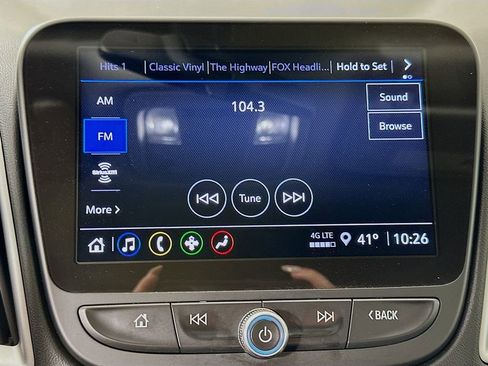 Hits 1 Classic Vinyl The Highway FOX Headli... Hold to Set
AM
104.3
Sound
FM
Browse
SiriusXM
Tune
More
4G LTE
41° 10:26
BACK